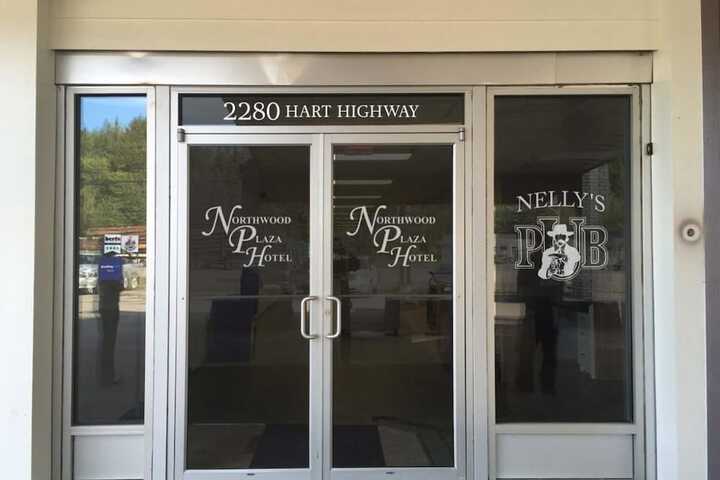 2280 HART HIGHWAY
NORTHWOOD
PLAZA
HOTEL
NORTHWOOD
PLAZA
HOTEL
NELLY'S
PUB